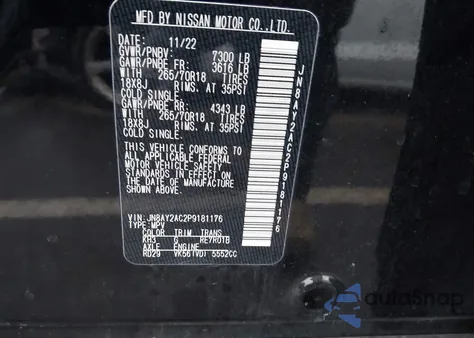 MFD BY NISSAN MOTOR CO.,LTD.
DATE: 11/22
GVWR/PNBV: 7300 LB
GAWR/PNBE FR: 3616 LB
WITH 265/70R18 TIRES
18X8J RIMS, AT 35PSI
COLD SINGLE.
GAWR/PNBE RR: 4343 LB
WITH 265/70R18 TIRES
18X8J RIMS, AT 35PSI
COLD SINGLE.
THIS VEHICLE CONFORMS TO
ALL APPLICABLE FEDERAL
MOTOR VEHICLE SAFETY
STANDARDS IN EFFECT ON
THE DATE OF MANUFACTURE
SHOWN ABOVE.
VIN: JN8AY2AC2P9181176
TYPE: MPV
COLOR TRIM TRANS
KH3 G RE7R01B
AXLE ENGINE
RD29 VK56(VD) 5552CC
JN8AY2AC2P9181176
autoSnap